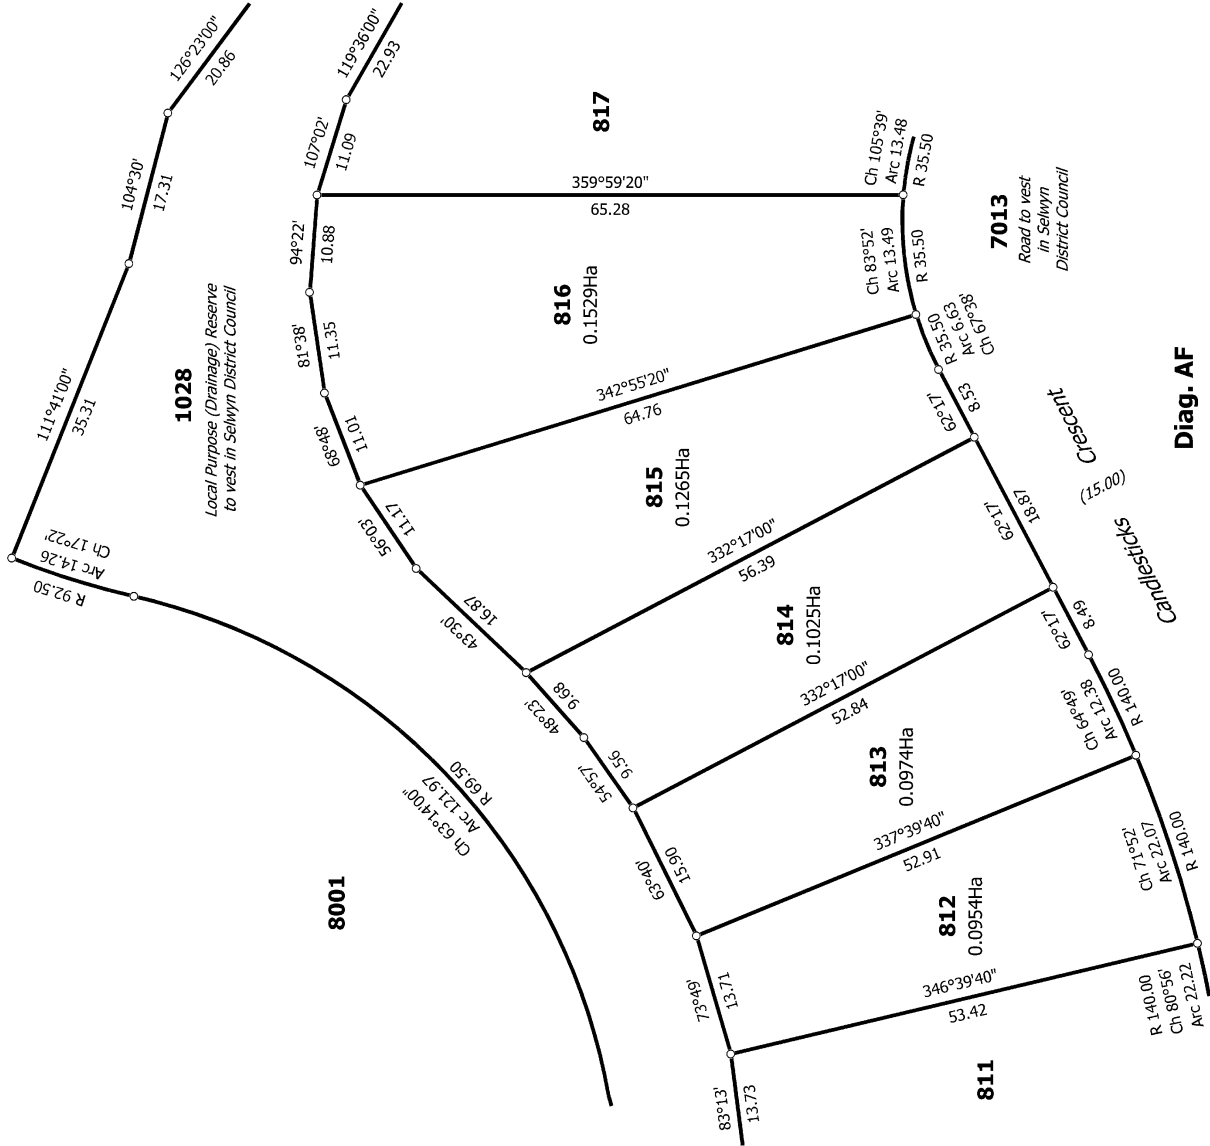 126°23'00"
20.86
104°30'
17.31
111°41'00"
35.31
1028
Local Purpose (Drainage) Reserve
to vest in Selwyn District Council
R 92.50
Arc 14.26
Ch 17°22'
119°36'00"
22.93
107°02'
11.09
94°22'
10.88
81°38'
11.35
68°48'
11.01
56°03'
11.17
43°30'
16.87
48°23'
9.68
54°57'
9.56
63°40'
15.90
73°49'
13.71
83°13'
13.73
8001
Ch 63°14'00"
Arc 121.97
R 69.50
817
359°59'20"
65.28
Ch 105°39'
Arc 13.48
R 35.50
816
0.1529Ha
Ch 83°52'
Arc 13.49
R 35.50
7013
Road to vest
in Selwyn
District Council
342°55'20"
64.76
R 35.50
Arc 6.63
Ch 67°38'
815
0.1265Ha
62°17'
8.53
332°17'00"
56.39
814
0.1025Ha
62°17'
18.87
332°17'00"
52.84
813
0.0974Ha
62°17'
8.49
Ch 64°49'
Arc 12.38
R 140.00
337°39'40"
52.91
812
0.0954Ha
Ch 71°52'
Arc 22.07
R 140.00
346°39'40"
53.42
811
R 140.00
Ch 80°56'
Arc 22.22
Candlesticks Crescent
(15.00)
Diag. AF